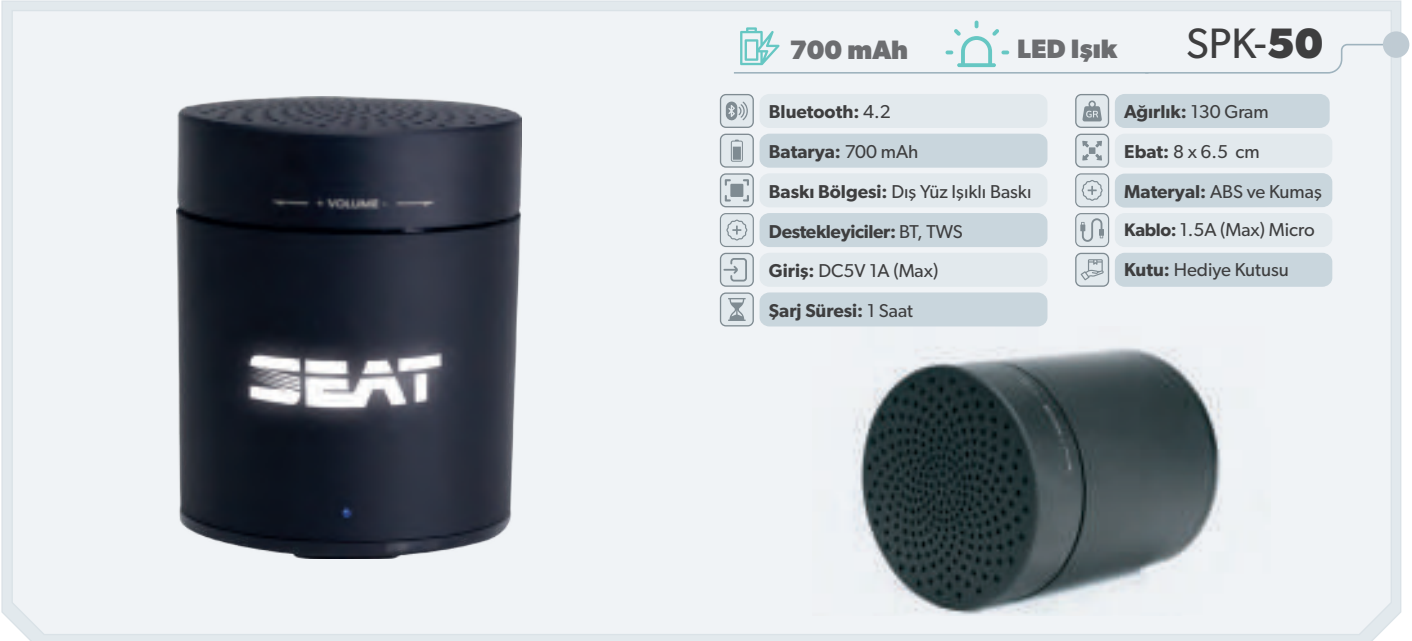 700 mAh
LED Işık
SPK-50
Bluetooth: 4.2
Batarya: 700 mAh
Baskı Bölgesi: Dış Yüz Işıklı Baskı
Destekleyiciler: BT, TWS
Giriş: DC5V 1A (Max)
Şarj Süresi: 1 Saat
GR
Ağırlık: 130 Gram
Ebat: 8 x 6.5 cm
Materyal: ABS ve Kumaş
Kablo: 1.5A (Max) Micro
Kutu: Hediye Kutusu
+ VOLUME -
SEAT